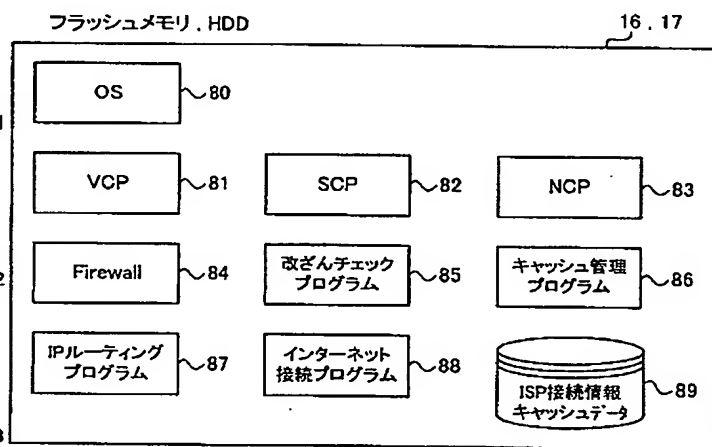 フラッシュメモリ, HDD
16, 17
OS
80
VCP
81
SCP
82
NCP
83
Firewall
84
改ざんチェック
プログラム
85
キャッシュ管理
プログラム
86
IPルーティング
プログラム
87
インターネット
接続プログラム
88
ISP接続情報
キャッシュデータ
89